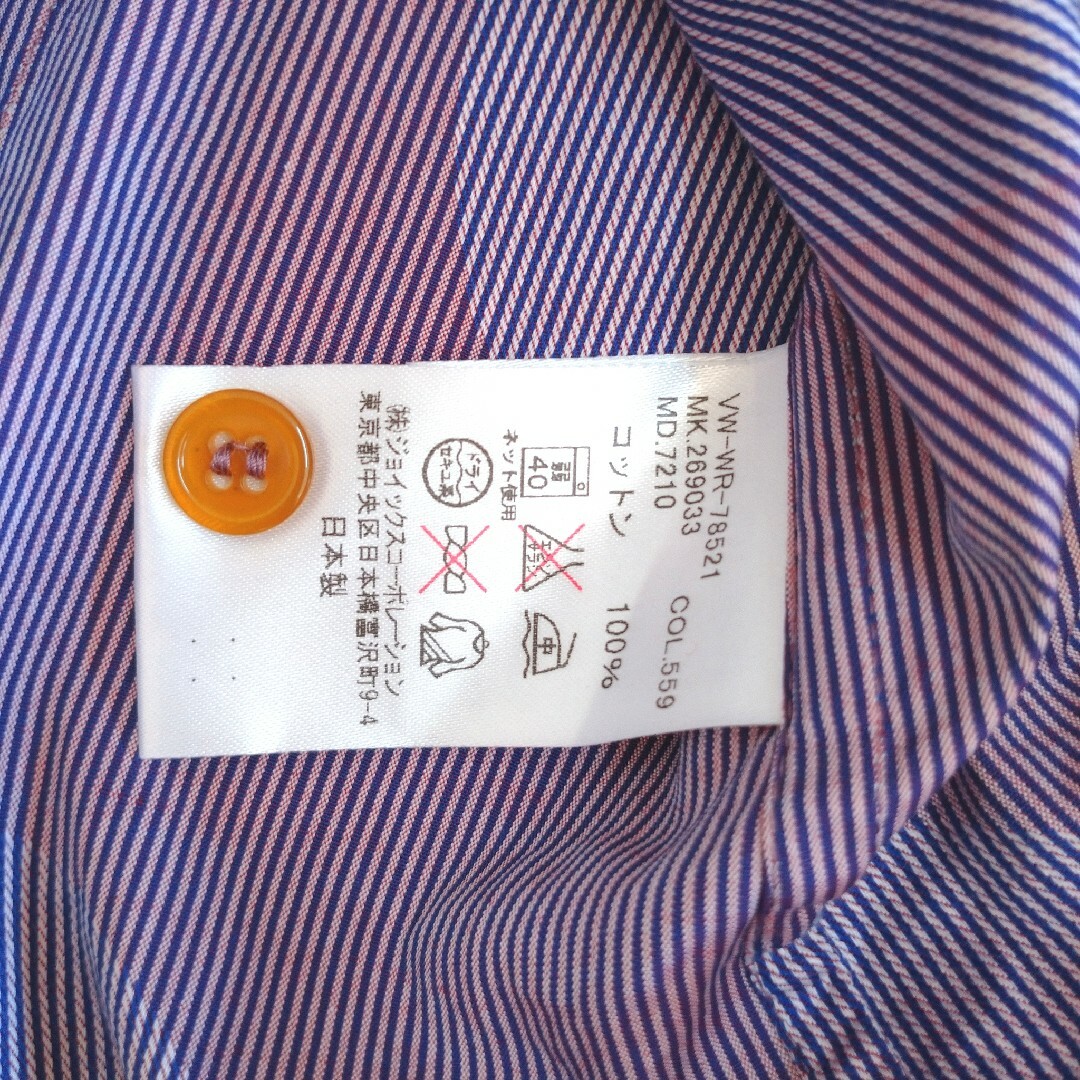 VW-WR-78521
MK.269033 COL.559
MD.7210
コットン 100%
弱
40
エンソ
サラシ
中
ネット使用
ドライ
セキユ系
(株)ジョイックスコーポレーション
東京都中央区日本橋富沢町9-4
日本製